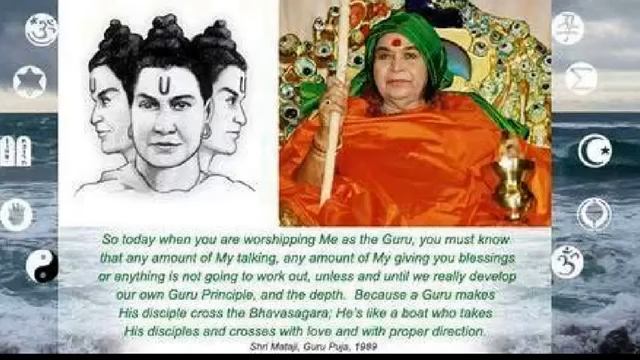 So today when you are worshipping Me as the Guru, you must know
that any amount of My talking, any amount of My giving you blessings
or anything is not going to work out, unless and until we really develop
our own Guru Principle, and the depth. Because a Guru makes
His disciple cross the Bhavasagara; He's like a boat who takes
His disciples and crosses with love and with proper direction.
Shri Mataji, Guru Puja, 1989